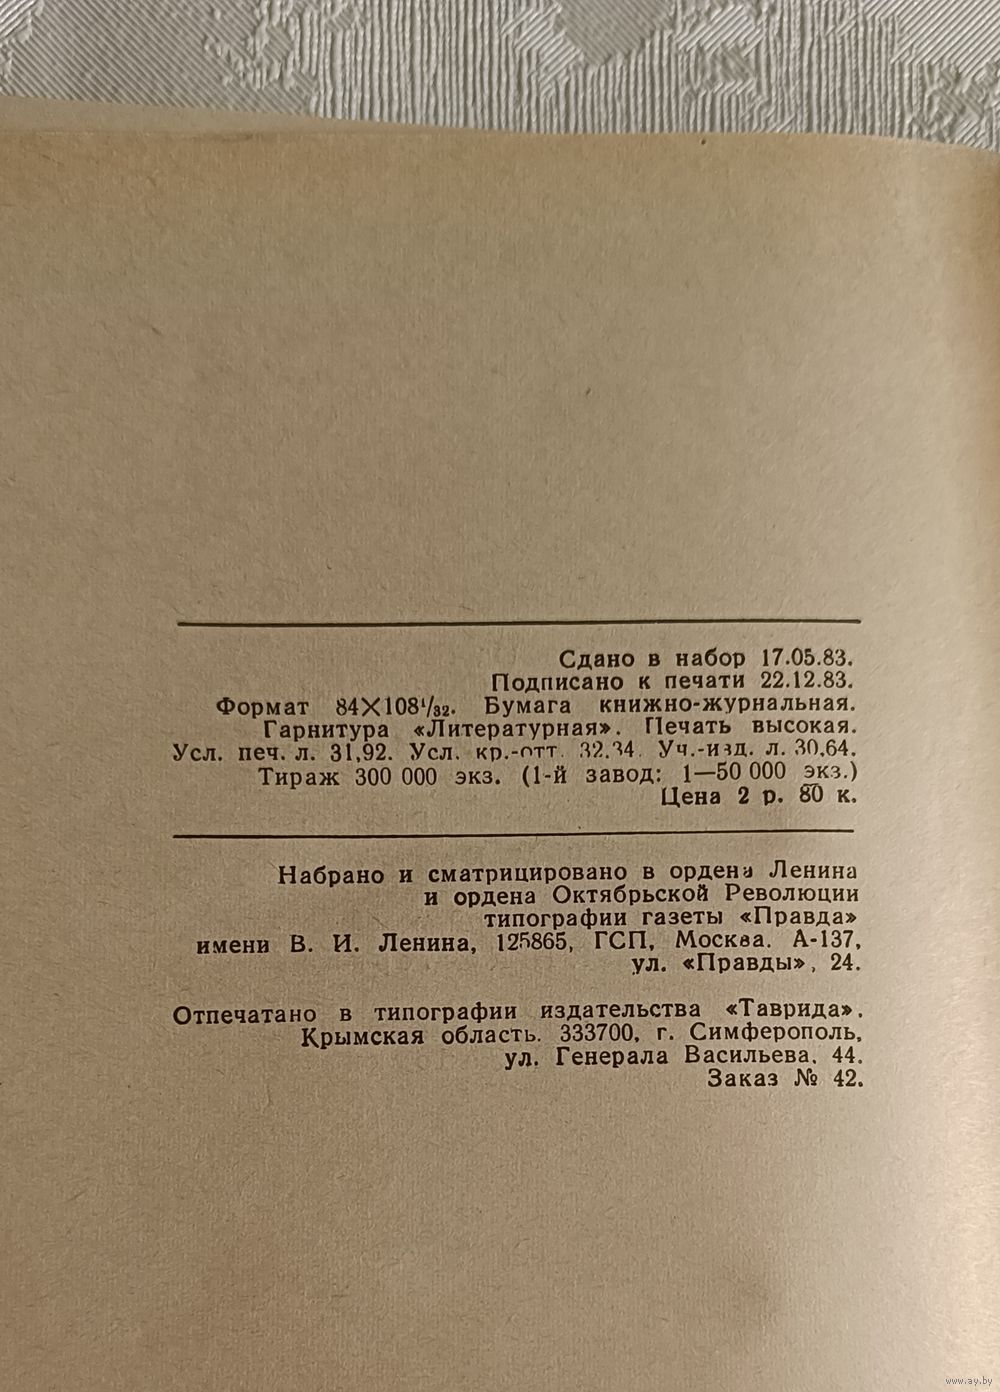 Сдано в набор 17.05.83.
Подписано к печати 22.12.83.
Формат 84×108¹/₃₂. Бумага книжно-журнальная.
Гарнитура «Литературная». Печать высокая.
Усл. печ. л. 31,92. Усл. кр.-отт. 32.34. Уч.-изд. л. 30,64.
Тираж 300 000 экз. (1-й завод: 1—50 000 экз.)
Цена 2 р. 80 к.
Набрано и сматрицировано в ордена Ленина
и ордена Октябрьской Революции
типографии газеты «Правда»
имени В. И. Ленина, 125865, ГСП, Москва. А-137,
ул. «Правды», 24.
Отпечатано в типографии издательства «Таврида».
Крымская область. 333700, г. Симферополь,
ул. Генерала Васильева. 44.
Заказ № 42.
www.ay.by